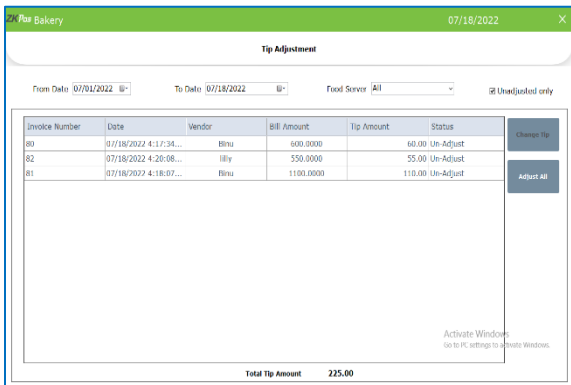 ZKPos Bakery 07/18/2022 X
Tip Adjustment
From Date 07/01/2022 To Date 07/18/2022 Food Server All Unadjusted only
Invoice Number Date Vendor Bill Amount Tip Amount Status
80 07/18/2022 4:17:34... Binu 600.0000 60.00 Un-Adjust
82 07/18/2022 4:20:08... lilly 550.0000 55.00 Un-Adjust
81 07/18/2022 4:18:07... Binu 1100.0000 110.00 Un-Adjust
Change Tip
Adjust All
Activate Windows
Go to PC settings to activate Windows.
Total Tip Amount 225.00